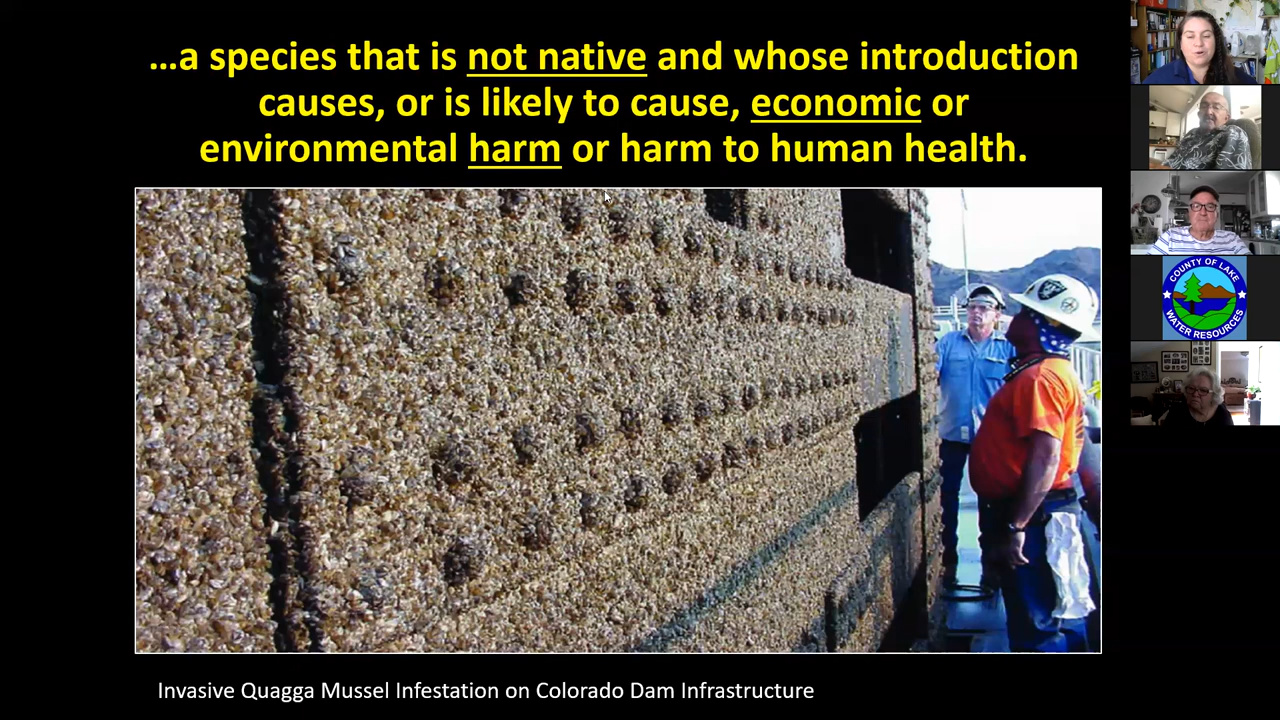 ...a species that is not native and whose introduction
causes, or is likely to cause, economic or
environmental harm or harm to human health.
Invasive Quagga Mussel Infestation on Colorado Dam Infrastructure
COUNTY OF LAKE
WATER RESOURCES